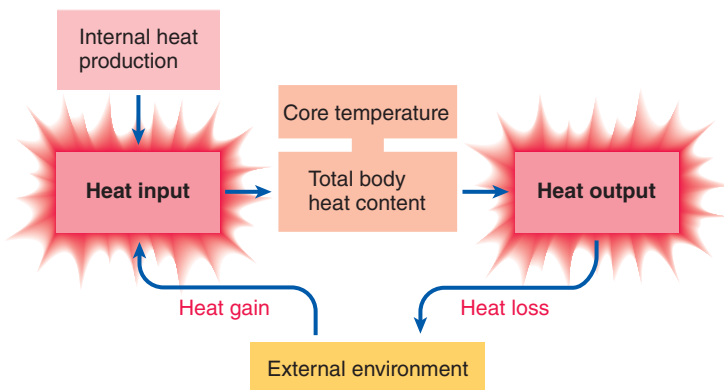 Internal heat
production
Core temperature
Heat input
Total body
heat content
Heat output
Heat gain
Heat loss
External environment